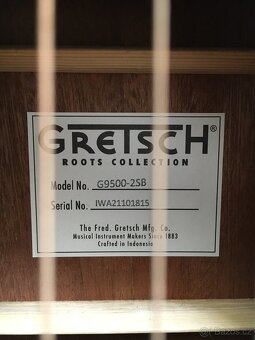 GRETSCH®
ROOTS COLLECTION
Model No. G9500-2SB
Serial No. IWA21101815
The Fred. Gretsch Mfg. Co.
Musical Instrument Makers Since 1883
Crafted in Indonesia